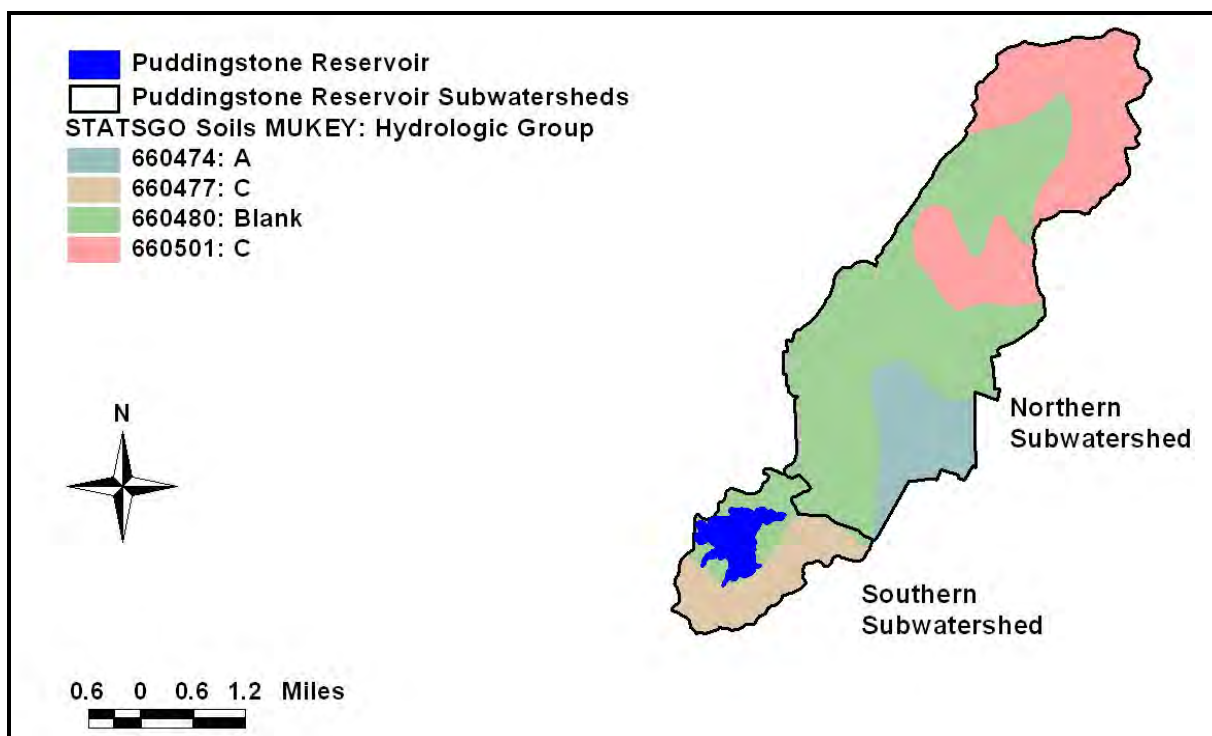 Puddingstone Reservoir
Puddingstone Reservoir Subwatersheds
STATSGO Soils MUKEY: Hydrologic Group
660474: A
660477: C
660480: Blank
660501: C
N
Northern
Subwatershed
Southern
Subwatershed
0.6 0 0.6 1.2 Miles